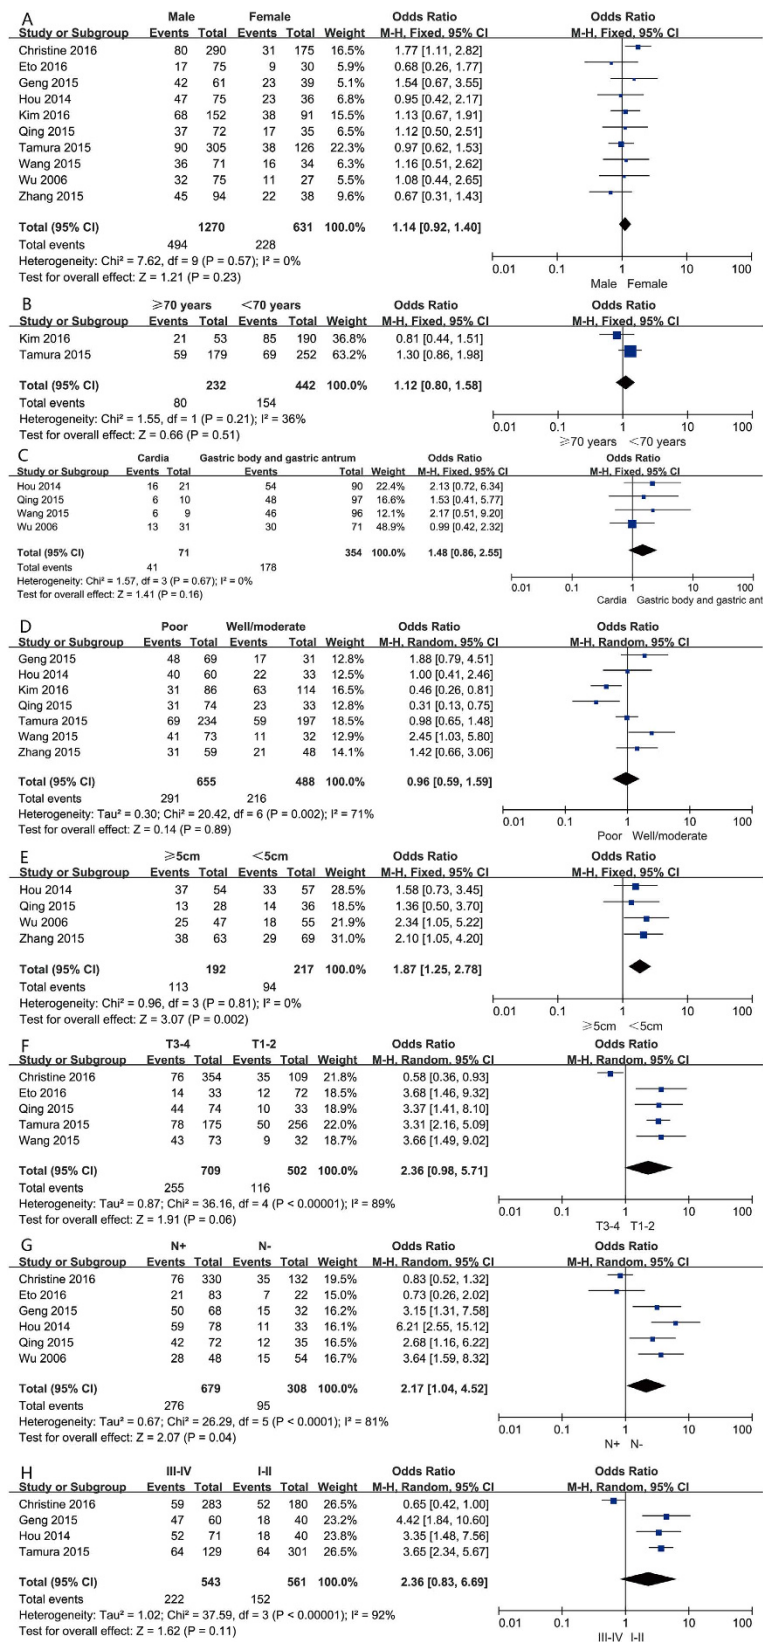 A
Male Female Odds Ratio Odds Ratio
Study or Subgroup Events Total Events Total Weight M-H, Fixed, 95% CI M-H, Fixed, 95% CI
Christine 2016 80 290 31 175 16.5% 1.77 [1.11, 2.82]
Eto 2016 17 75 9 30 5.9% 0.68 [0.26, 1.77]
Geng 2015 42 61 23 39 5.1% 1.54 [0.67, 3.55]
Hou 2014 47 75 23 36 6.8% 0.95 [0.42, 2.17]
Kim 2016 68 152 38 91 15.5% 1.13 [0.67, 1.91]
Qing 2015 37 72 17 35 5.7% 1.12 [0.50, 2.51]
Tamura 2015 90 305 38 126 22.3% 0.97 [0.62, 1.53]
Wang 2015 36 71 16 34 5.7% 1.16 [0.51, 2.62]
Wu 2006 32 75 11 27 5.5% 1.08 [0.44, 2.65]
Zhang 2015 45 94 22 38 9.6% 0.67 [0.31, 1.43]
Total (95% CI) 1270 631 100.0% 1.14 [0.92, 1.40]
Total events 494 228
Heterogeneity: Chi² = 7.62, df = 9 (P = 0.57); I² = 0%
Test for overall effect: Z = 1.21 (P = 0.23)
0.01 0.1 1 10 100
Male Female
B
≥70 years <70 years Odds Ratio Odds Ratio
Study or Subgroup Events Total Events Total Weight M-H, Fixed, 95% CI M-H, Fixed, 95% CI
Kim 2016 21 53 85 190 36.8% 0.81 [0.44, 1.51]
Tamura 2015 59 179 69 252 63.2% 1.30 [0.86, 1.98]
Total (95% CI) 232 442 100.0% 1.12 [0.80, 1.58]
Total events 80 154
Heterogeneity: Chi² = 1.55, df = 1 (P = 0.21); I² = 36%
Test for overall effect: Z = 0.66 (P = 0.51)
0.01 0.1 1 10 100
≥70 years <70 years
C
Cardia Gastric body and gastric antrum Odds Ratio Odds Ratio
Study or Subgroup Events Total Events Total Weight M-H, Fixed, 95% CI M-H, Fixed, 95% CI
Hou 2014 16 21 54 90 22.4% 2.13 [0.72, 6.34]
Qing 2015 6 10 48 97 16.6% 1.53 [0.41, 5.77]
Wang 2015 6 9 46 96 12.1% 2.17 [0.51, 9.20]
Wu 2006 13 31 30 71 48.9% 0.99 [0.42, 2.32]
Total (95% CI) 71 354 100.0% 1.48 [0.86, 2.55]
Total events 41 178
Heterogeneity: Chi² = 1.57, df = 3 (P = 0.67); I² = 0%
Test for overall effect: Z = 1.41 (P = 0.16)
0.01 0.1 1 10 100
Cardia Gastric body and gastric ant
D
Poor Well/moderate Odds Ratio Odds Ratio
Study or Subgroup Events Total Events Total Weight M-H, Random, 95% CI M-H, Random, 95% CI
Geng 2015 48 69 17 31 12.8% 1.88 [0.79, 4.51]
Hou 2014 40 60 22 33 12.6% 1.00 [0.41, 2.46]
Kim 2016 31 86 63 114 16.5% 0.46 [0.26, 0.81]
Qing 2015 31 74 23 33 12.8% 0.31 [0.13, 0.75]
Tamura 2015 69 234 59 197 18.5% 0.98 [0.65, 1.48]
Wang 2015 41 73 11 32 12.9% 2.45 [1.03, 5.80]
Zhang 2015 31 59 21 48 14.1% 1.42 [0.66, 3.06]
Total (95% CI) 655 488 100.0% 0.96 [0.59, 1.59]
Total events 291 216
Heterogeneity: Tau² = 0.30; Chi² = 20.42, df = 6 (P = 0.002); I² = 71%
Test for overall effect: Z = 0.14 (P = 0.89)
0.01 0.1 1 10 100
Poor Well/moderate
E
≥5cm <5cm Odds Ratio Odds Ratio
Study or Subgroup Events Total Events Total Weight M-H, Fixed, 95% CI M-H, Fixed, 95% CI
Hou 2014 37 54 33 57 28.5% 1.58 [0.73, 3.45]
Qing 2015 13 28 14 36 18.6% 1.36 [0.50, 3.70]
Wu 2006 25 47 18 55 21.9% 2.34 [1.05, 5.22]
Zhang 2015 38 63 29 69 31.0% 2.10 [1.05, 4.20]
Total (95% CI) 192 217 100.0% 1.87 [1.25, 2.78]
Total events 113 94
Heterogeneity: Chi² = 0.96, df = 3 (P = 0.81); I² = 0%
Test for overall effect: Z = 3.07 (P = 0.002)
0.01 0.1 1 10 100
≥5cm <5cm
F
T3-4 T1-2 Odds Ratio Odds Ratio
Study or Subgroup Events Total Events Total Weight M-H, Random, 95% CI M-H, Random, 95% CI
Christine 2016 76 354 35 109 21.8% 0.58 [0.36, 0.93]
Eto 2016 14 33 12 72 18.5% 3.68 [1.46, 9.32]
Qing 2015 44 74 10 33 18.9% 3.37 [1.41, 8.10]
Tamura 2015 78 175 50 256 22.0% 3.31 [2.16, 5.09]
Wang 2015 43 73 9 32 18.7% 3.66 [1.49, 9.02]
Total (95% CI) 709 502 100.0% 2.36 [0.98, 5.71]
Total events 255 116
Heterogeneity: Tau² = 0.87; Chi² = 36.16, df = 4 (P < 0.00001); I² = 89%
Test for overall effect: Z = 1.91 (P = 0.06)
0.01 0.1 1 10 100
T3-4 T1-2
G
N+ N- Odds Ratio Odds Ratio
Study or Subgroup Events Total Events Total Weight M-H, Random, 95% CI M-H, Random, 95% CI
Christine 2016 76 330 35 132 19.5% 0.83 [0.52, 1.32]
Eto 2016 21 83 7 22 15.0% 0.73 [0.26, 2.02]
Geng 2015 50 68 15 32 16.2% 3.15 [1.31, 7.58]
Hou 2014 59 78 11 33 16.1% 6.21 [2.55, 15.12]
Qing 2015 42 72 12 35 16.5% 2.68 [1.16, 6.22]
Wu 2006 28 48 15 54 16.7% 3.64 [1.59, 8.32]
Total (95% CI) 679 308 100.0% 2.17 [1.04, 4.52]
Total events 276 95
Heterogeneity: Tau² = 0.67; Chi² = 26.29, df = 5 (P < 0.0001); I² = 81%
Test for overall effect: Z = 2.07 (P = 0.04)
0.01 0.1 1 10 100
N+ N-
H
III-IV I-II Odds Ratio Odds Ratio
Study or Subgroup Events Total Events Total Weight M-H, Random, 95% CI M-H, Random, 95% CI
Christine 2016 59 283 52 180 26.5% 0.65 [0.42, 1.00]
Geng 2015 47 60 18 40 23.2% 4.42 [1.84, 10.60]
Hou 2014 52 71 18 40 23.8% 3.35 [1.48, 7.56]
Tamura 2015 64 129 64 301 26.5% 3.65 [2.34, 5.67]
Total (95% CI) 543 561 100.0% 2.36 [0.83, 6.69]
Total events 222 152
Heterogeneity: Tau² = 1.02; Chi² = 37.59, df = 3 (P < 0.00001); I² = 92%
Test for overall effect: Z = 1.62 (P = 0.11)
0.01 0.1 1 10 100
III-IV I-II